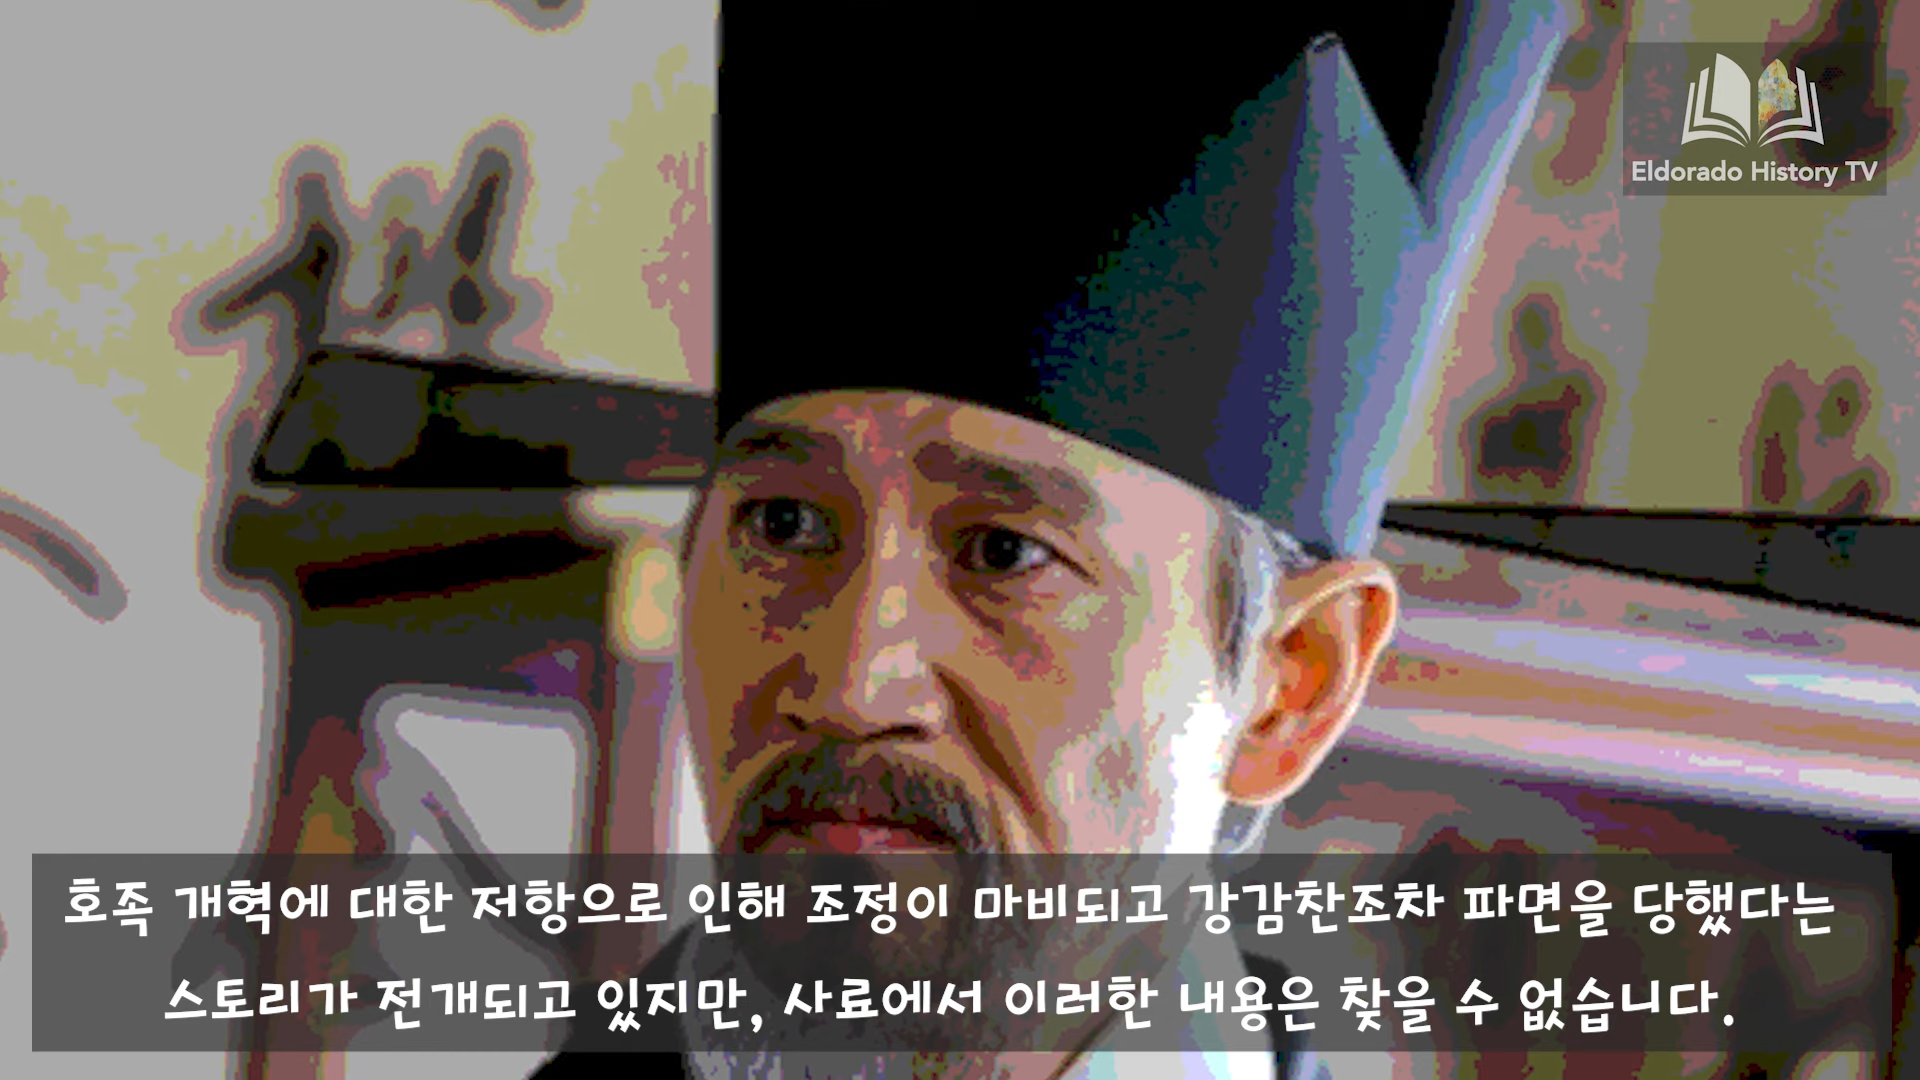 Eldorado History TV
호족 개혁에 대한 저항으로 인해 조정이 마비되고 강감찬조차 파면을 당했다는
스토리가 전개되고 있지만, 사료에서 이러한 내용은 찾을 수 없습니다.